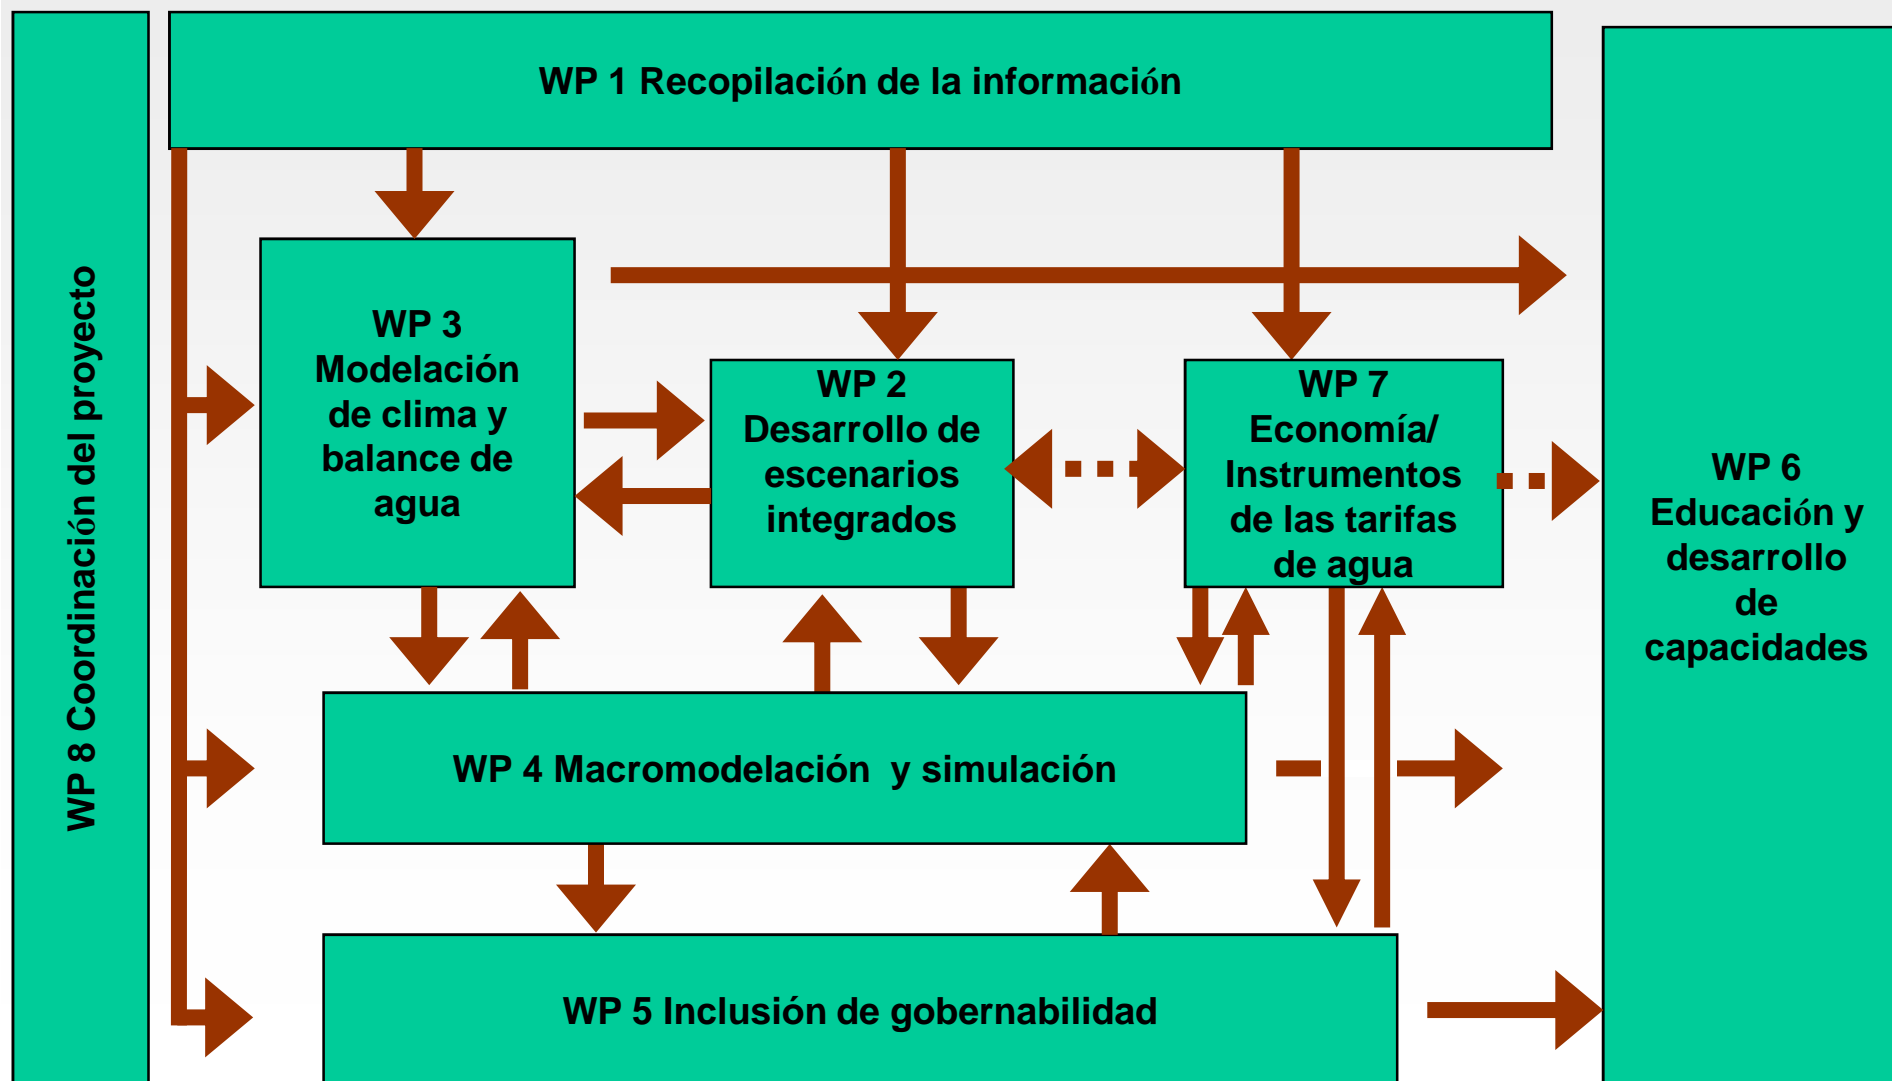 WP 8 Coordinación del proyecto
WP 1 Recopilación de la información
WP 3
Modelación
de clima y
balance de
agua
WP 2
Desarrollo de
escenarios
integrados
WP 7
Economía/
Instrumentos
de las tarifas
de agua
WP 6
Educación y
desarrollo
de
capacidades
WP 4 Macromodelación  y simulación
WP 5 Inclusión de gobernabilidad